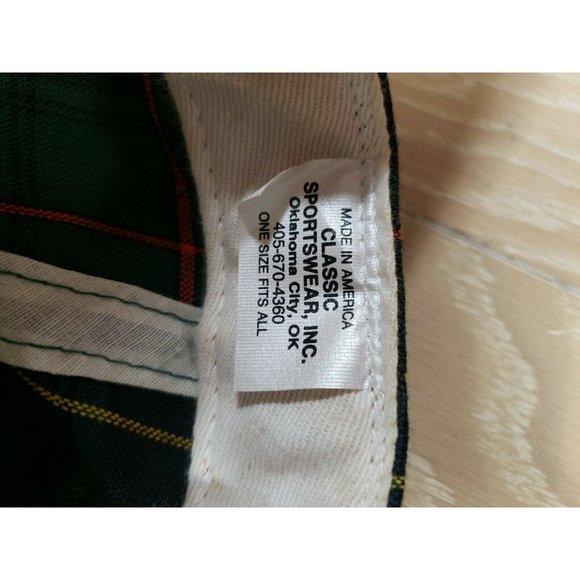 MADE IN AMERICA
CLASSIC
SPORTSWEAR, INC.
Oklahoma City, OK
405-670-4360
ONE SIZE FITS ALL